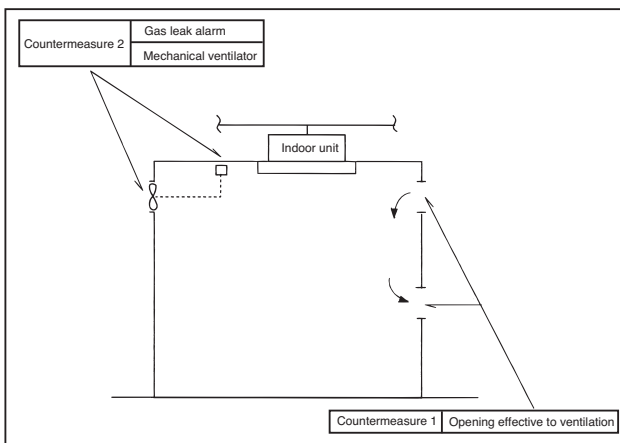 Countermeasure 2
Gas leak alarm
Mechanical ventilator
Indoor unit
Countermeasure 1
Opening effective to ventilation